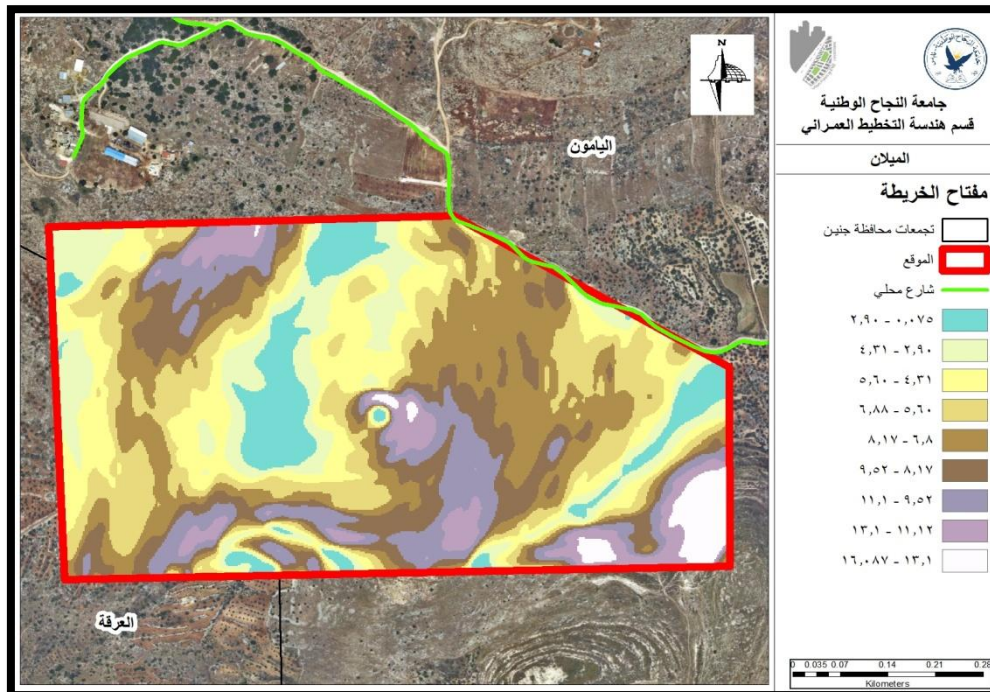 N
اليامون
العرقة
جامعة النجاح الوطنية
قسم هندسة التخطيط العمراني
الميلان
مفتاح الخريطة
تجمعات محافظة جنين
الموقع
شارع محلي
٠,٠٧٥ - ٢,٩٠
٢,٩٠ - ٤,٣١
٤,٣١ - ٥,٦٠
٥,٦٠ - ٦,٨٨
٦,٨ - ٨,١٧
٨,١٧ - ٩,٥٢
٩,٥٢ - ١١,١
١١,١٢ - ١٣,١
١٣,١ - ١٦,٠٨٧
0 0.035 0.07 0.14 0.21 0.28
Kilometers